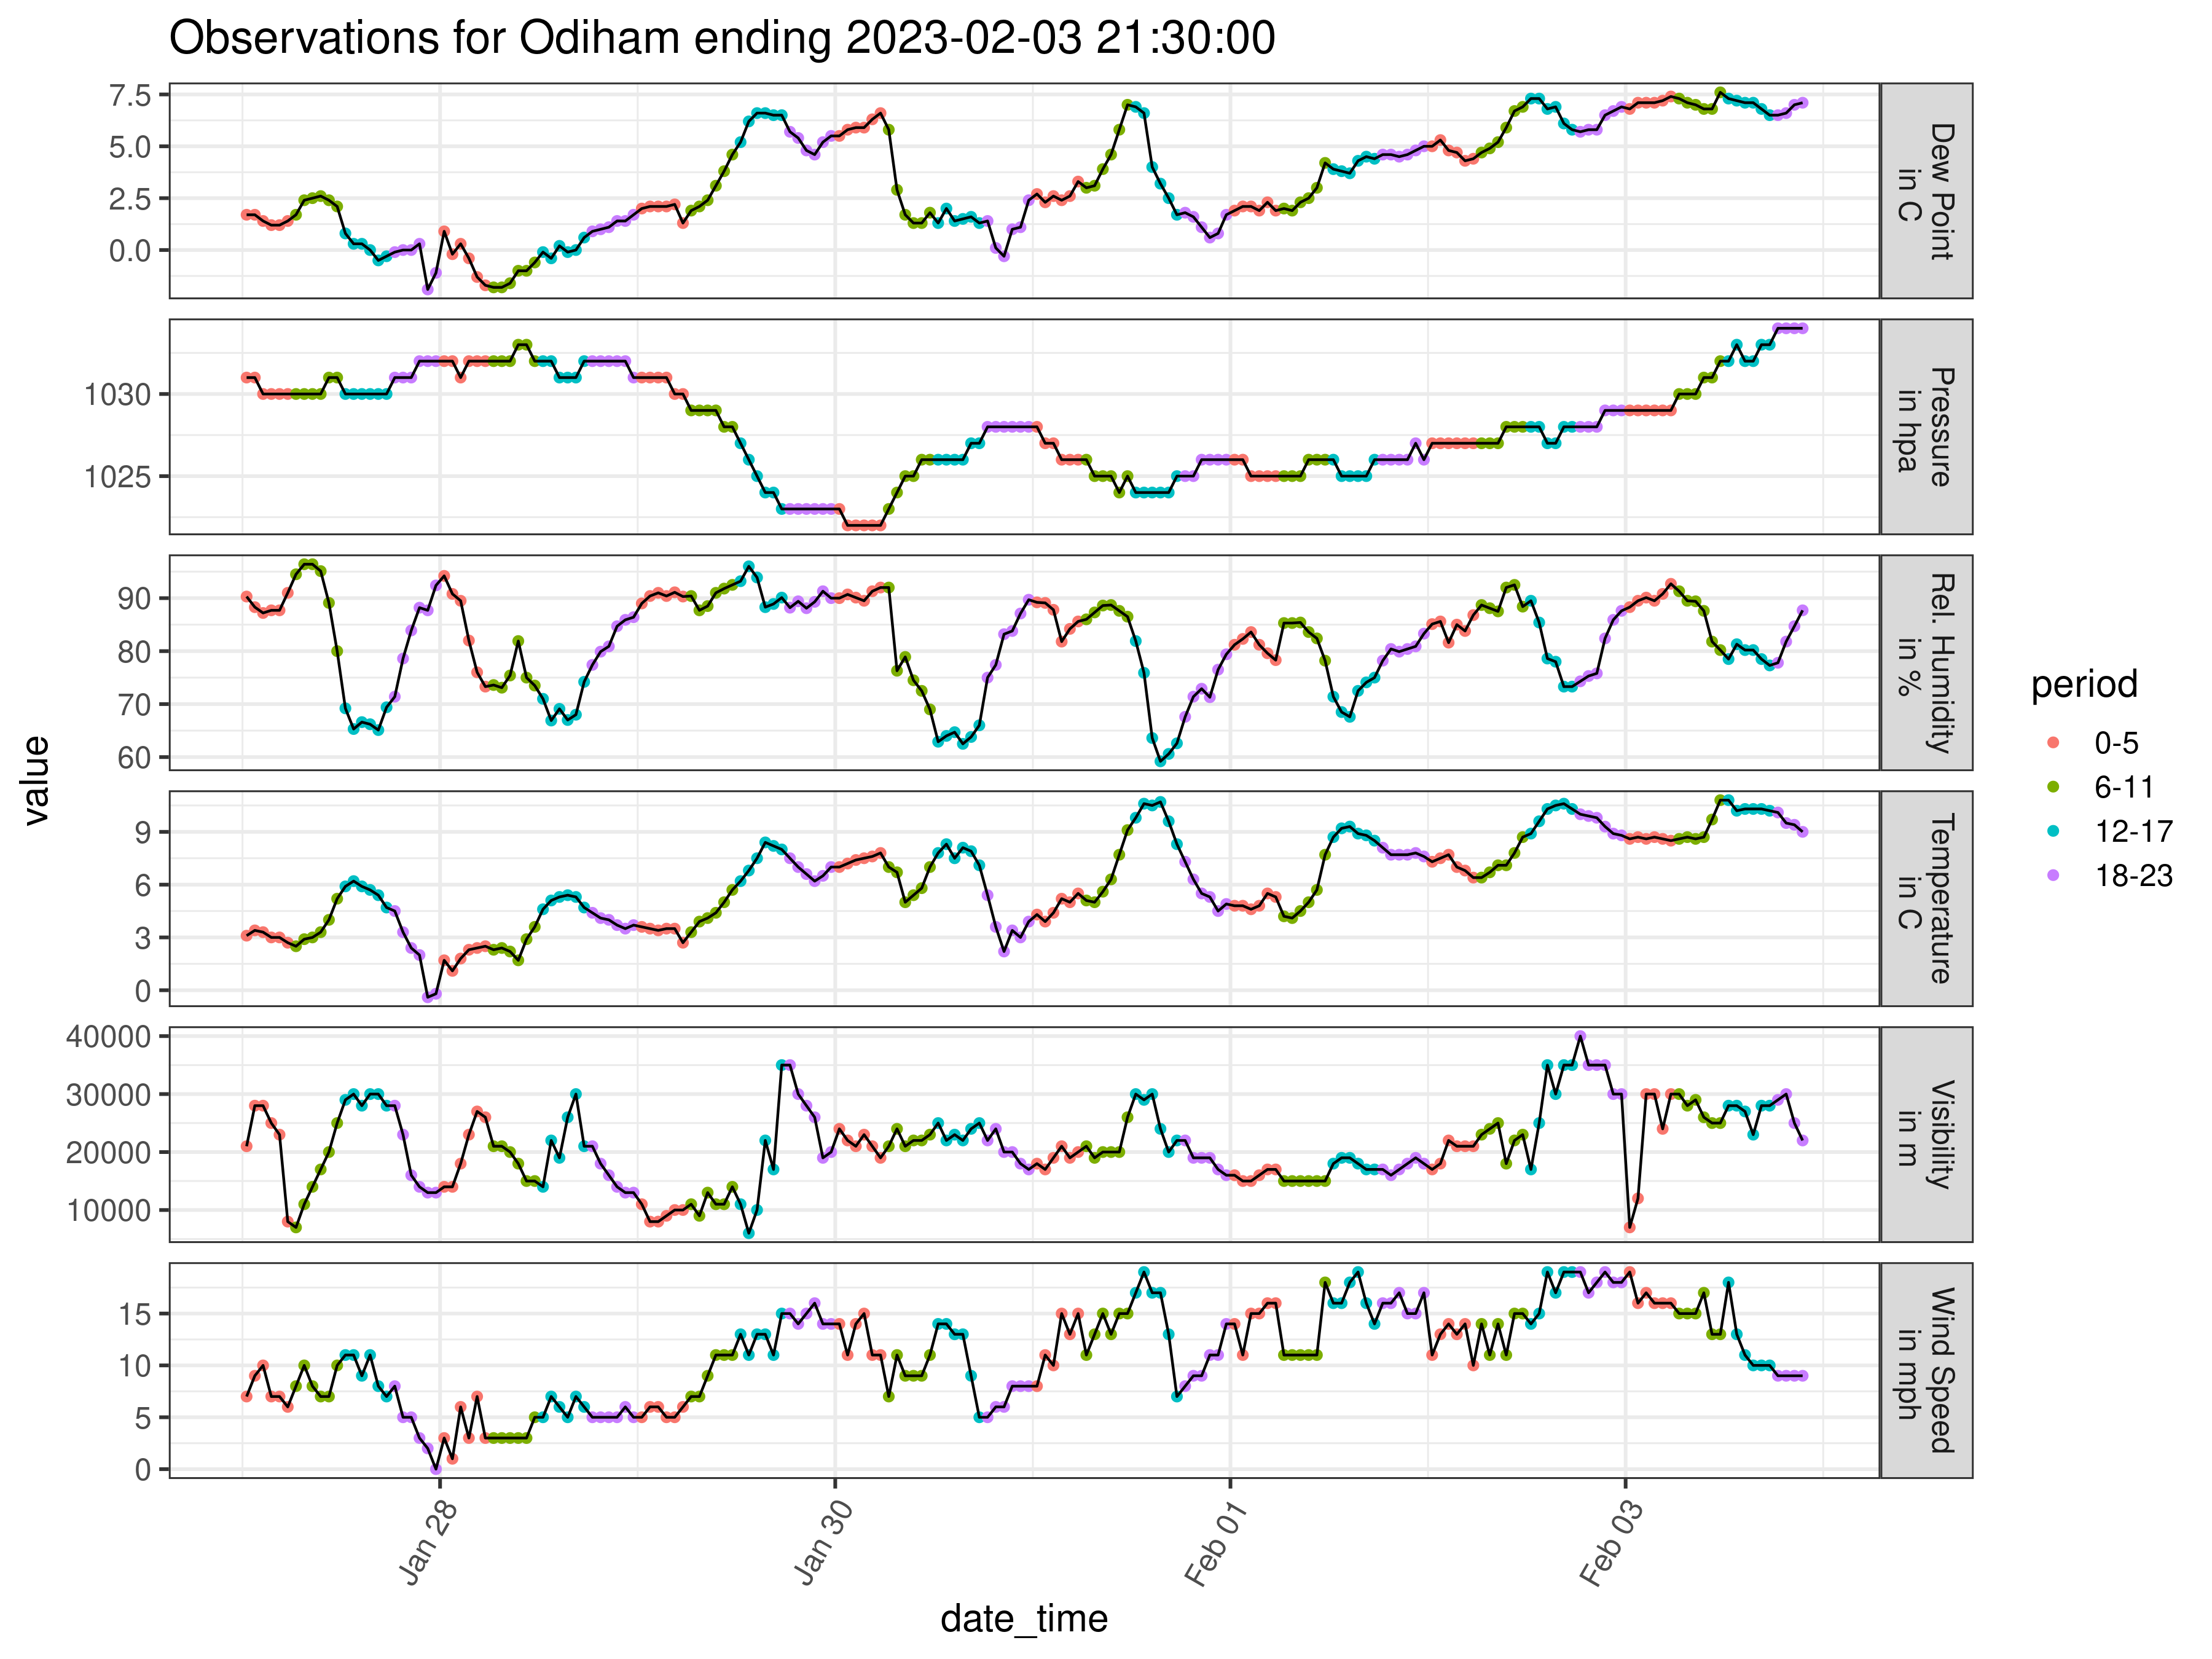 Observations for Odiham ending 2023-02-03 21:30:00
value
7.5
5.0
2.5
0.0
Dew Point
in C
1030
1025
Pressure
in hpa
90
80
70
60
Rel. Humidity
in %
9
6
3
0
Temperature
in C
40000
30000
20000
10000
Visibility
in m
15
10
5
0
Wind Speed
in mph
Jan 28
Jan 30
Feb 01
Feb 03
date_time
period
0-5
6-11
12-17
18-23